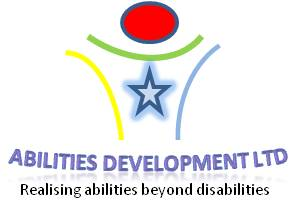 ABILITIES DEVELOPMENT LTD
Realising abilities beyond disabilities